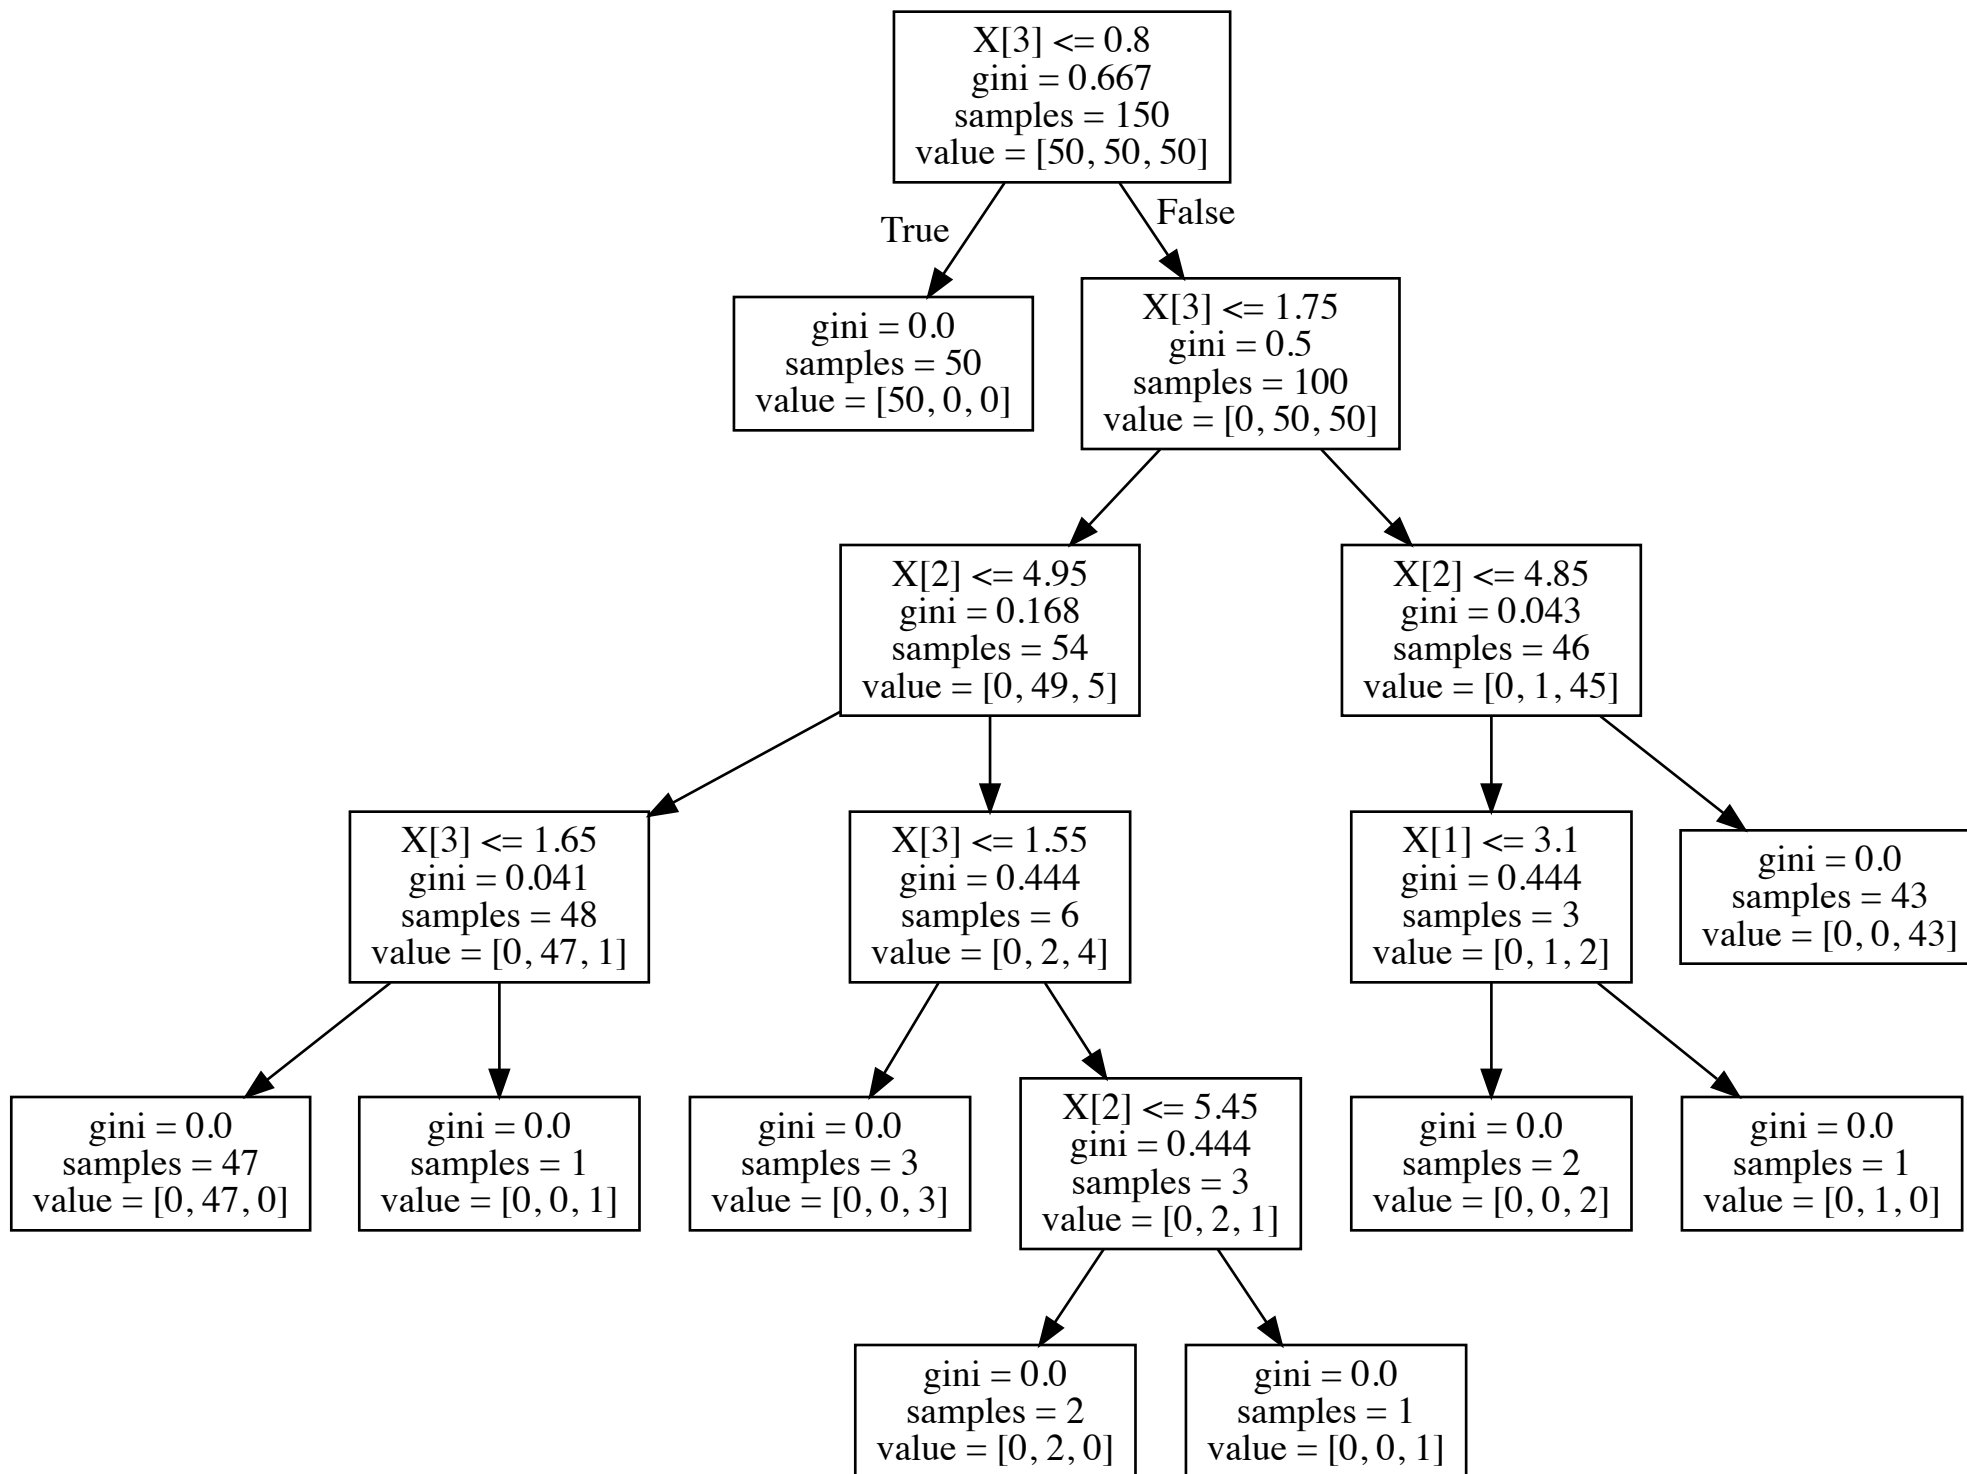 X[3] <= 0.8
gini = 0.667
samples = 150
value = [50, 50, 50]
True
False
gini = 0.0
samples = 50
value = [50, 0, 0]
X[3] <= 1.75
gini = 0.5
samples = 100
value = [0, 50, 50]
X[2] <= 4.95
gini = 0.168
samples = 54
value = [0, 49, 5]
X[2] <= 4.85
gini = 0.043
samples = 46
value = [0, 1, 45]
X[3] <= 1.65
gini = 0.041
samples = 48
value = [0, 47, 1]
X[3] <= 1.55
gini = 0.444
samples = 6
value = [0, 2, 4]
X[1] <= 3.1
gini = 0.444
samples = 3
value = [0, 1, 2]
gini = 0.0
samples = 43
value = [0, 0, 43]
gini = 0.0
samples = 47
value = [0, 47, 0]
gini = 0.0
samples = 1
value = [0, 0, 1]
gini = 0.0
samples = 3
value = [0, 0, 3]
X[2] <= 5.45
gini = 0.444
samples = 3
value = [0, 2, 1]
gini = 0.0
samples = 2
value = [0, 0, 2]
gini = 0.0
samples = 1
value = [0, 1, 0]
gini = 0.0
samples = 2
value = [0, 2, 0]
gini = 0.0
samples = 1
value = [0, 0, 1]